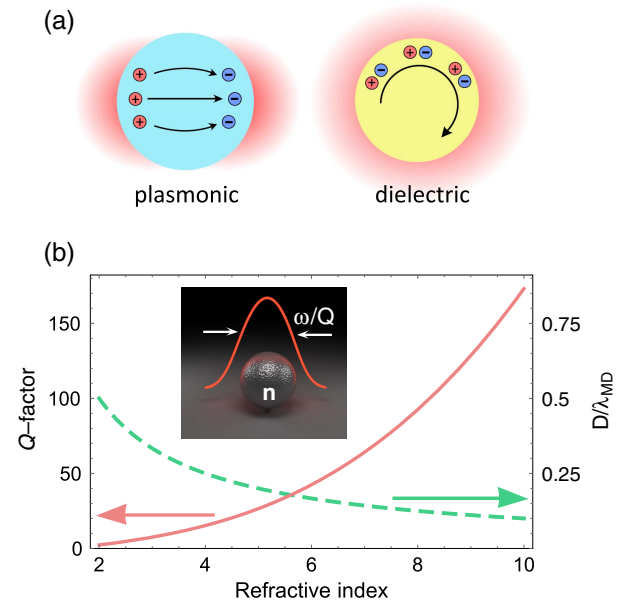 (a)
+ − + −
+ − + − + −
+ −
plasmonic dielectric
(b)
Q–factor
150
100
50
0
2 4 6 8 10
Refractive index
0.75
0.5
0.25
0
D/λMD
ω/Q
n